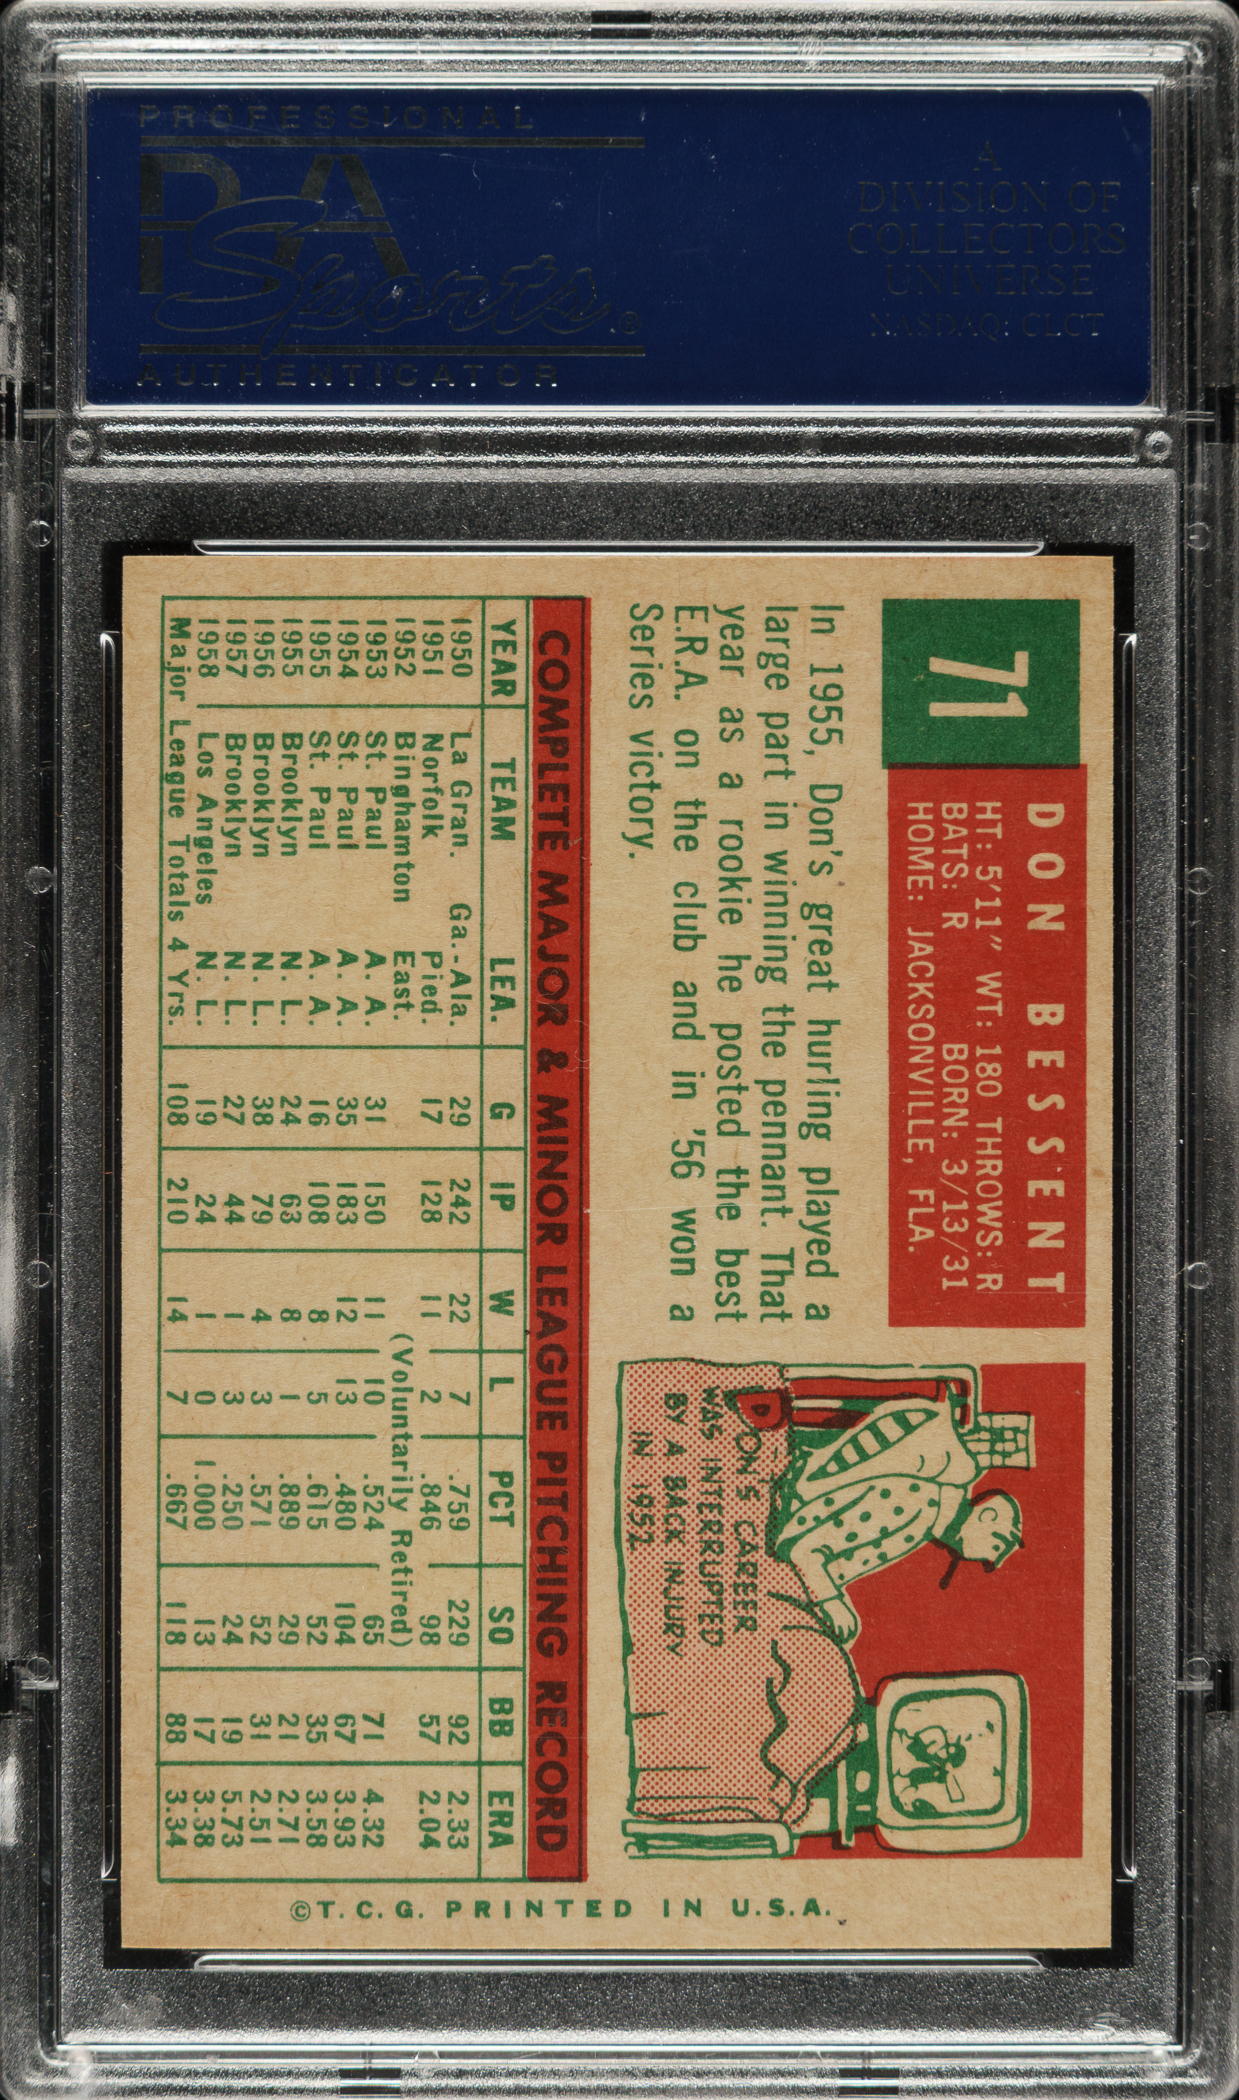 PROFESSIONAL
PSA
Sports ®
AUTHENTICATOR
A
DIVISION OF
COLLECTORS
UNIVERSE
NASDAQ: CLCT
71
DON BESSENT
HT: 5'11" WT: 180 THROWS: R
BATS: R BORN: 3/13/31
HOME: JACKSONVILLE, FLA.
In 1955, Don's great hurling played a
large part in winning the pennant. That
year as a rookie he posted the best
E.R.A. on the club and in '56 won a
Series victory.
D
DON'S CAREER
WAS INTERRUPTED
BY A BACK INJURY
IN 1952
COMPLETE MAJOR & MINOR LEAGUE PITCHING RECORD
YEAR TEAM LEA. G IP W L PCT SO BB ERA
1950 La Gran. Ga.-Ala. 29 242 22 7 .759 229 92 2.33
1951 Norfolk Pied. 17 128 11 2 .846 98 57 2.04
1952 Binghamton East. (Voluntarily Retired)
1953 St. Paul A. A. 31 150 11 10 .524 65 71 4.32
1954 St. Paul A. A. 35 183 12 13 .480 104 67 3.93
1955 St. Paul A. A. 16 108 8 5 .615 52 35 3.58
1955 Brooklyn N. L. 24 63 8 1 .889 29 21 2.71
1956 Brooklyn N. L. 38 79 4 3 .571 52 31 2.51
1957 Brooklyn N. L. 27 44 1 3 .250 24 19 5.73
1958 Los Angeles N. L. 19 24 1 0 1.000 13 17 3.38
Major League Totals 4 Yrs. 108 210 14 7 .667 118 88 3.34
©T. C. G. PRINTED IN U.S.A.